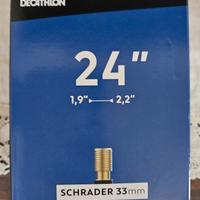 DECATHLON
24"
1,9" 2,2"
SCHRADER 33mm